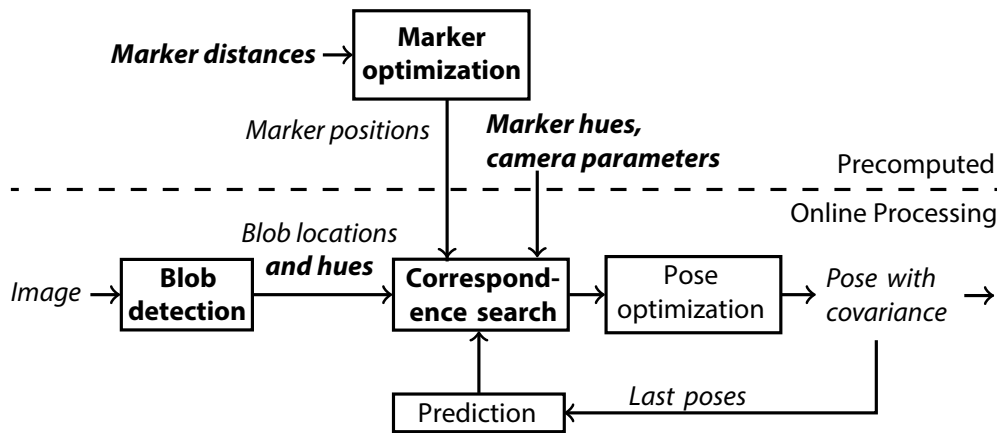 Marker distances
Marker
optimization
Marker positions
Marker hues,
camera parameters
Precomputed
Online Processing
Image
Blob
detection
Blob locations
and hues
Correspond-
ence search
Pose
optimization
Pose with
covariance
Prediction
Last poses